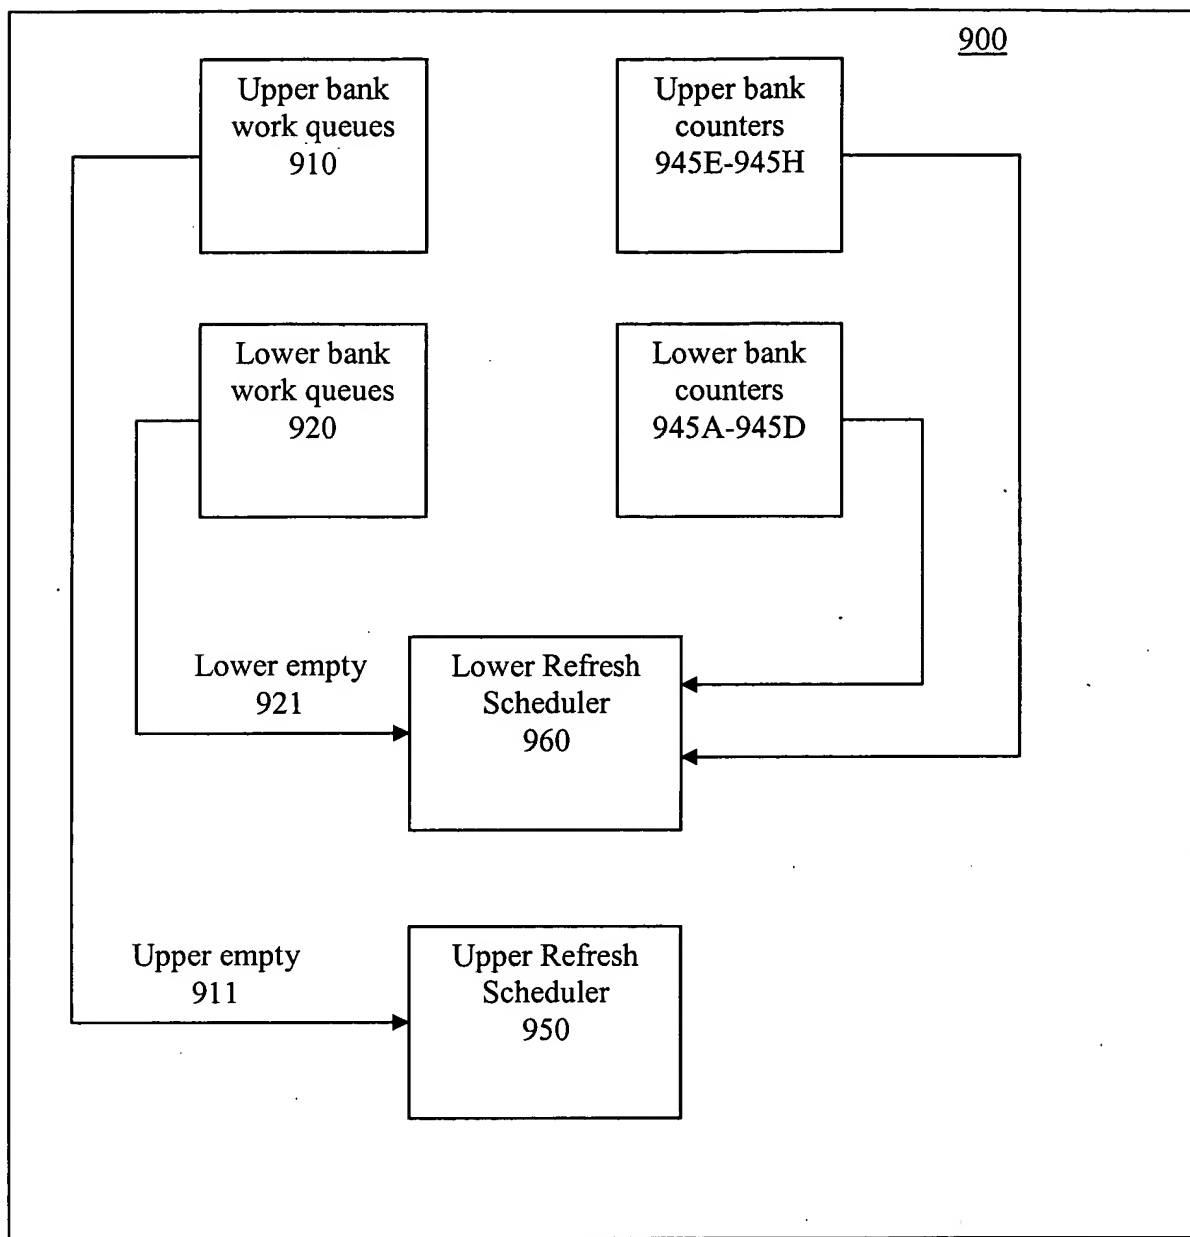 900
Upper bank
work queues
910
Upper bank
counters
945E-945H
Lower bank
work queues
920
Lower bank
counters
945A-945D
Lower empty
921
Lower Refresh
Scheduler
960
Upper empty
911
Upper Refresh
Scheduler
950